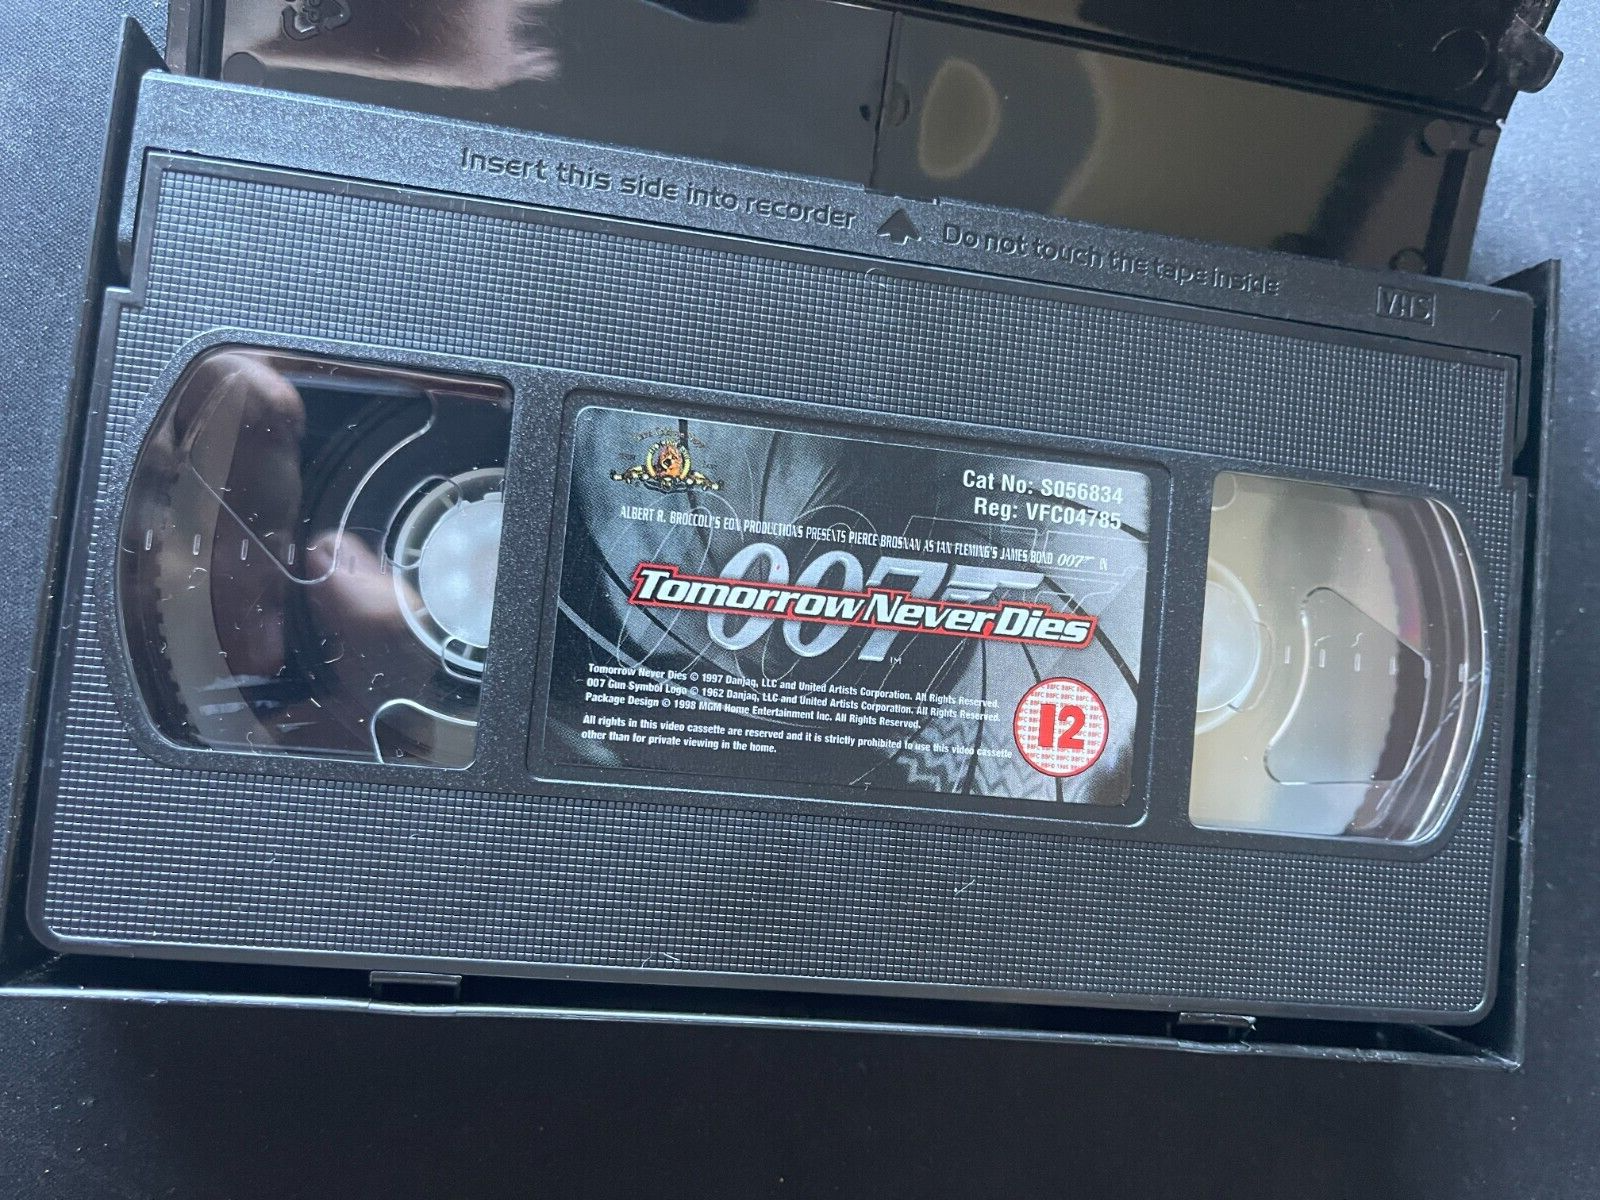 Insert this side into recorder
Do not touch the tape inside
VHS
Cat No: S056834
Reg: VFC04785
ALBERT R. BROCCOLI'S EON PRODUCTIONS PRESENTS PIERCE BROSNAN AS IAN FLEMING'S JAMES BOND 007 IN
007
Tomorrow Never Dies
TM
Tomorrow Never Dies © 1997 Danjaq, LLC and United Artists Corporation. All Rights Reserved.
007 Gun Symbol Logo © 1962 Danjaq, LLC and United Artists Corporation. All Rights Reserved.
Package Design © 1998 MGM Home Entertainment Inc. All Rights Reserved.
All rights in this video cassette are reserved and it is strictly prohibited to use this video cassette
other than for private viewing in the home.
12